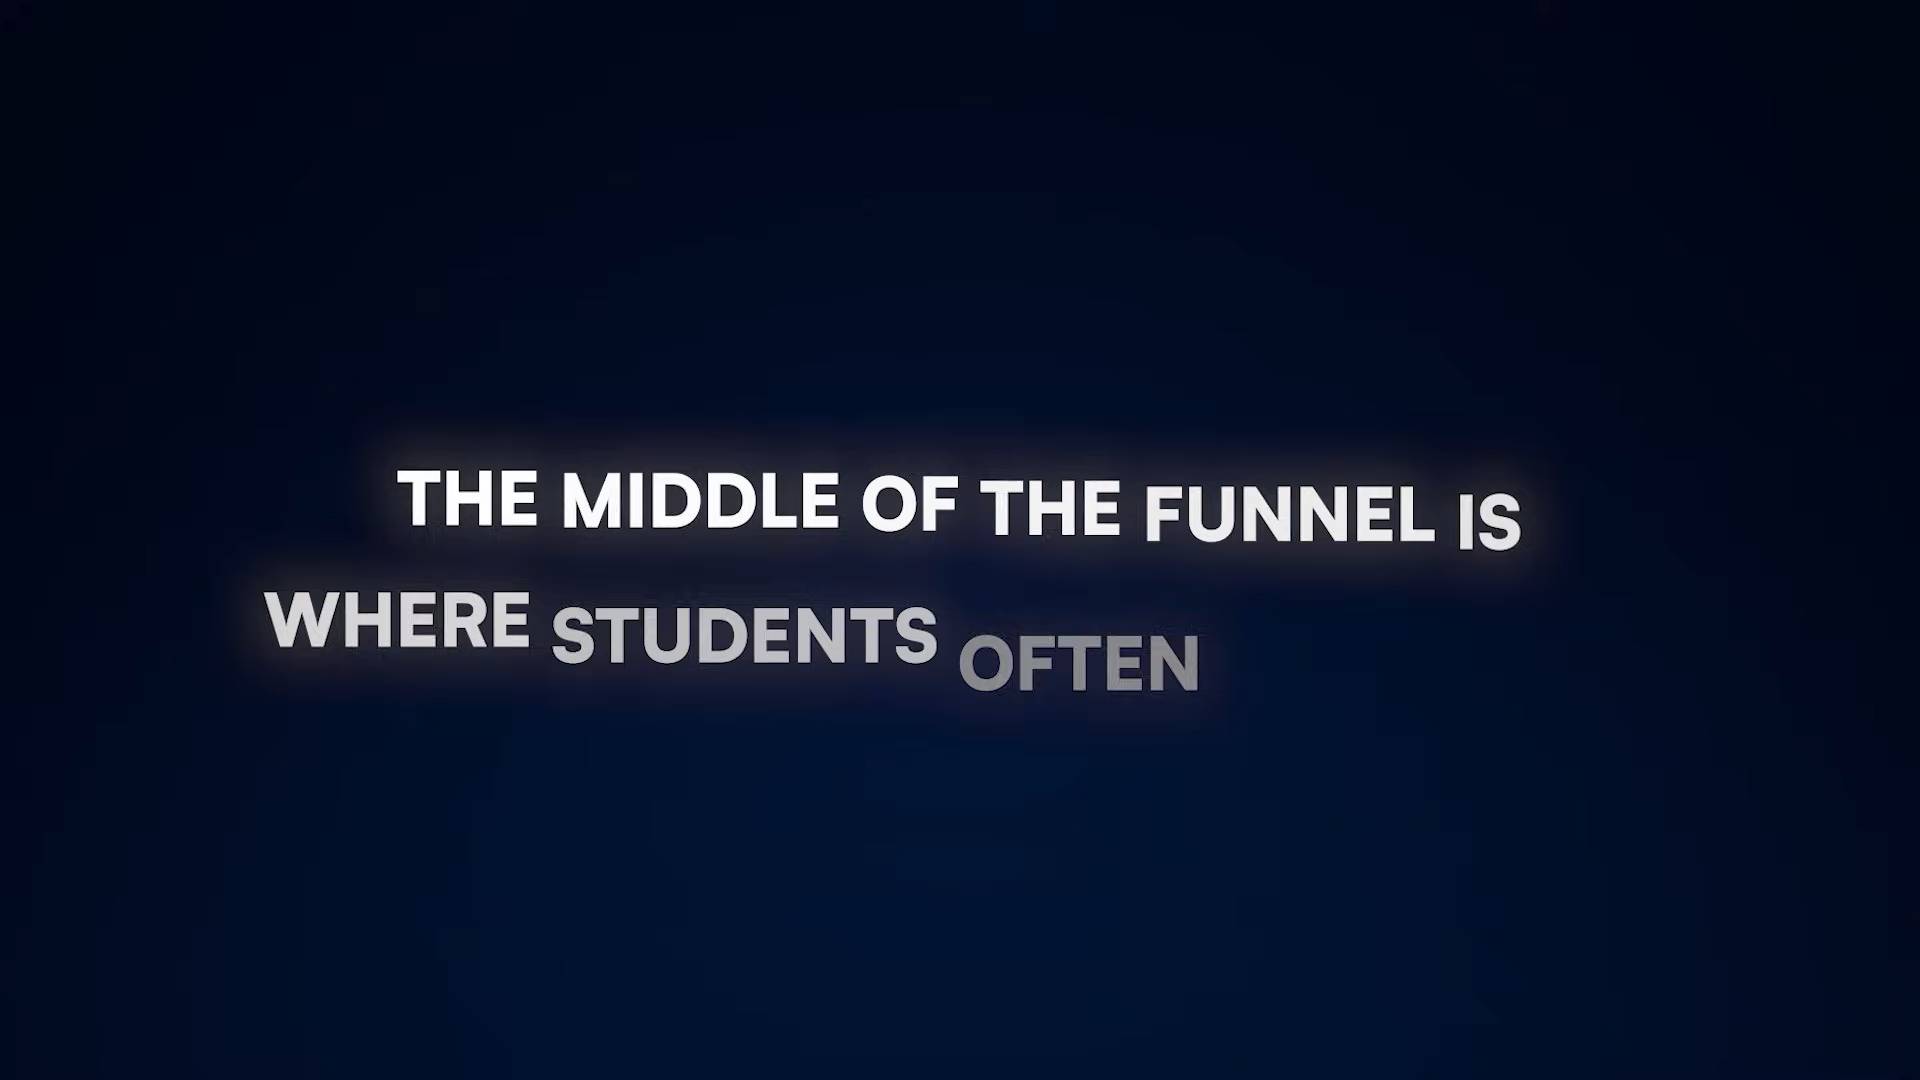 THE MIDDLE OF THE FUNNEL IS
WHERE STUDENTS OFTEN